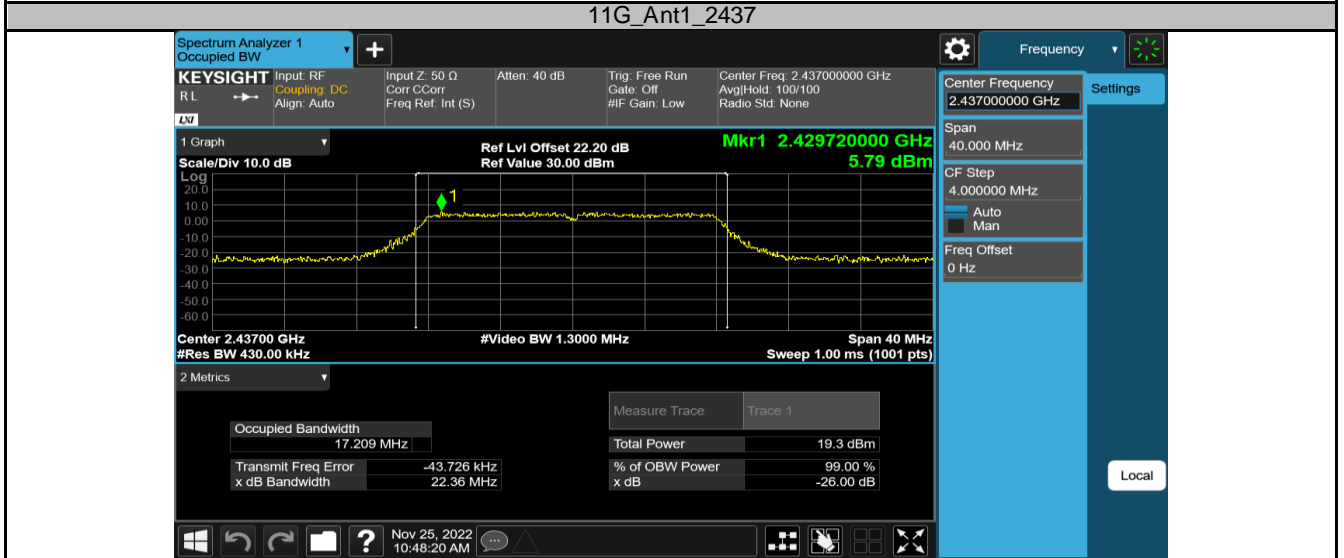 11G_Ant1_2437
Spectrum Analyzer 1
Occupied BW
Frequency
KEYSIGHT
RL
LXI
Input: RF
Coupling: DC
Align: Auto
Input Z: 50 Ω
Corr CCorr
Freq Ref: Int (S)
Atten: 40 dB
Trig: Free Run
Gate: Off
#IF Gain: Low
Center Freq: 2.437000000 GHz
Avg|Hold: 100/100
Radio Std: None
Center Frequency
2.437000000 GHz
Settings
Span
40.000 MHz
CF Step
4.000000 MHz
Auto
Man
Freq Offset
0 Hz
Local
1 Graph
Scale/Div 10.0 dB
Ref Lvl Offset 22.20 dB
Ref Value 30.00 dBm
Mkr1 2.429720000 GHz
5.79 dBm
Log
20.0
10.0
0.00
-10.0
-20.0
-30.0
-40.0
-50.0
-60.0
1
Center 2.43700 GHz
#Video BW 1.3000 MHz
Span 40 MHz
#Res BW 430.00 kHz
Sweep 1.00 ms (1001 pts)
2 Metrics
Measure Trace Trace 1
Occupied Bandwidth
17.209 MHz
Total Power 19.3 dBm
Transmit Freq Error -43.726 kHz
% of OBW Power 99.00 %
x dB Bandwidth 22.36 MHz
x dB -26.00 dB
?
Nov 25, 2022
10:48:20 AM